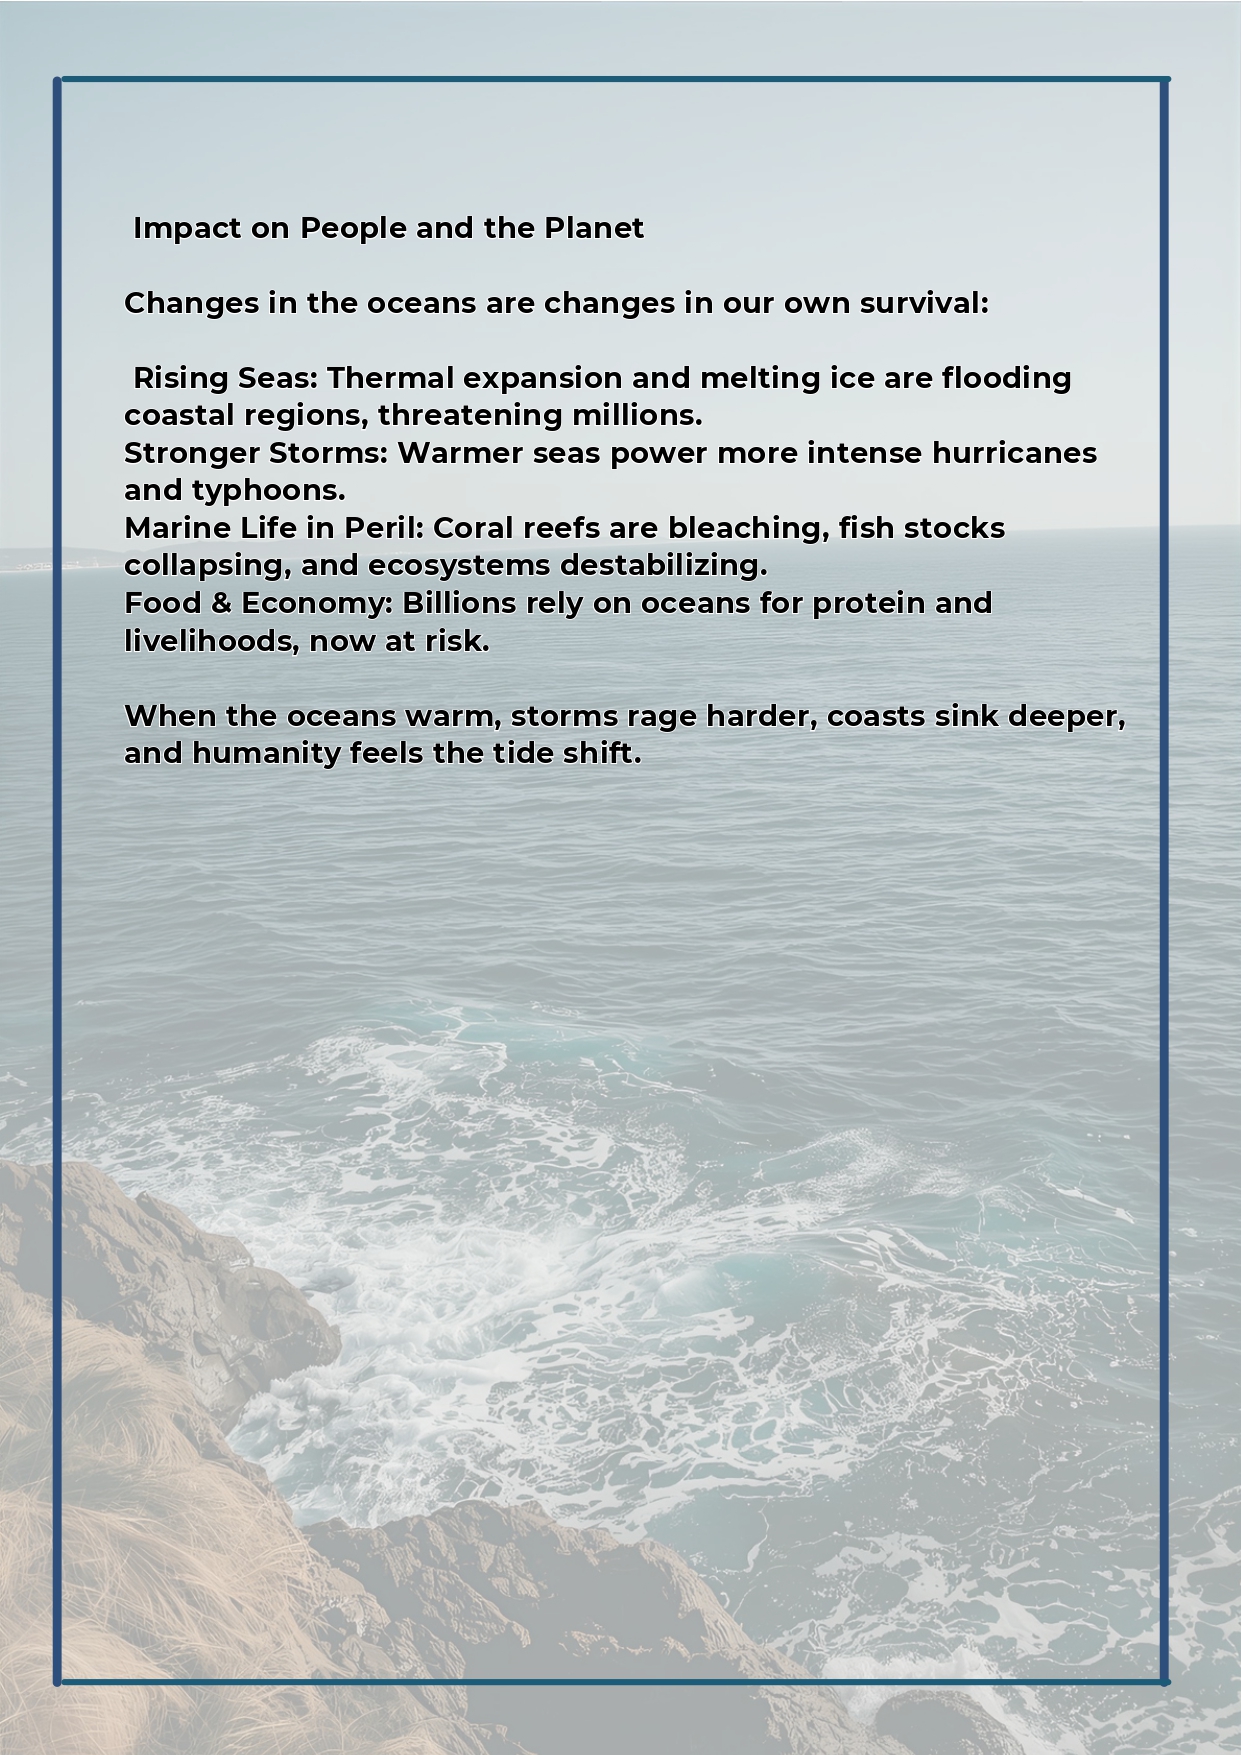 Impact on People and the Planet
Changes in the oceans are changes in our own survival:
Rising Seas: Thermal expansion and melting ice are flooding
coastal regions, threatening millions.
Stronger Storms: Warmer seas power more intense hurricanes
and typhoons.
Marine Life in Peril: Coral reefs are bleaching, fish stocks
collapsing, and ecosystems destabilizing.
Food & Economy: Billions rely on oceans for protein and
livelihoods, now at risk.
When the oceans warm, storms rage harder, coasts sink deeper,
and humanity feels the tide shift.